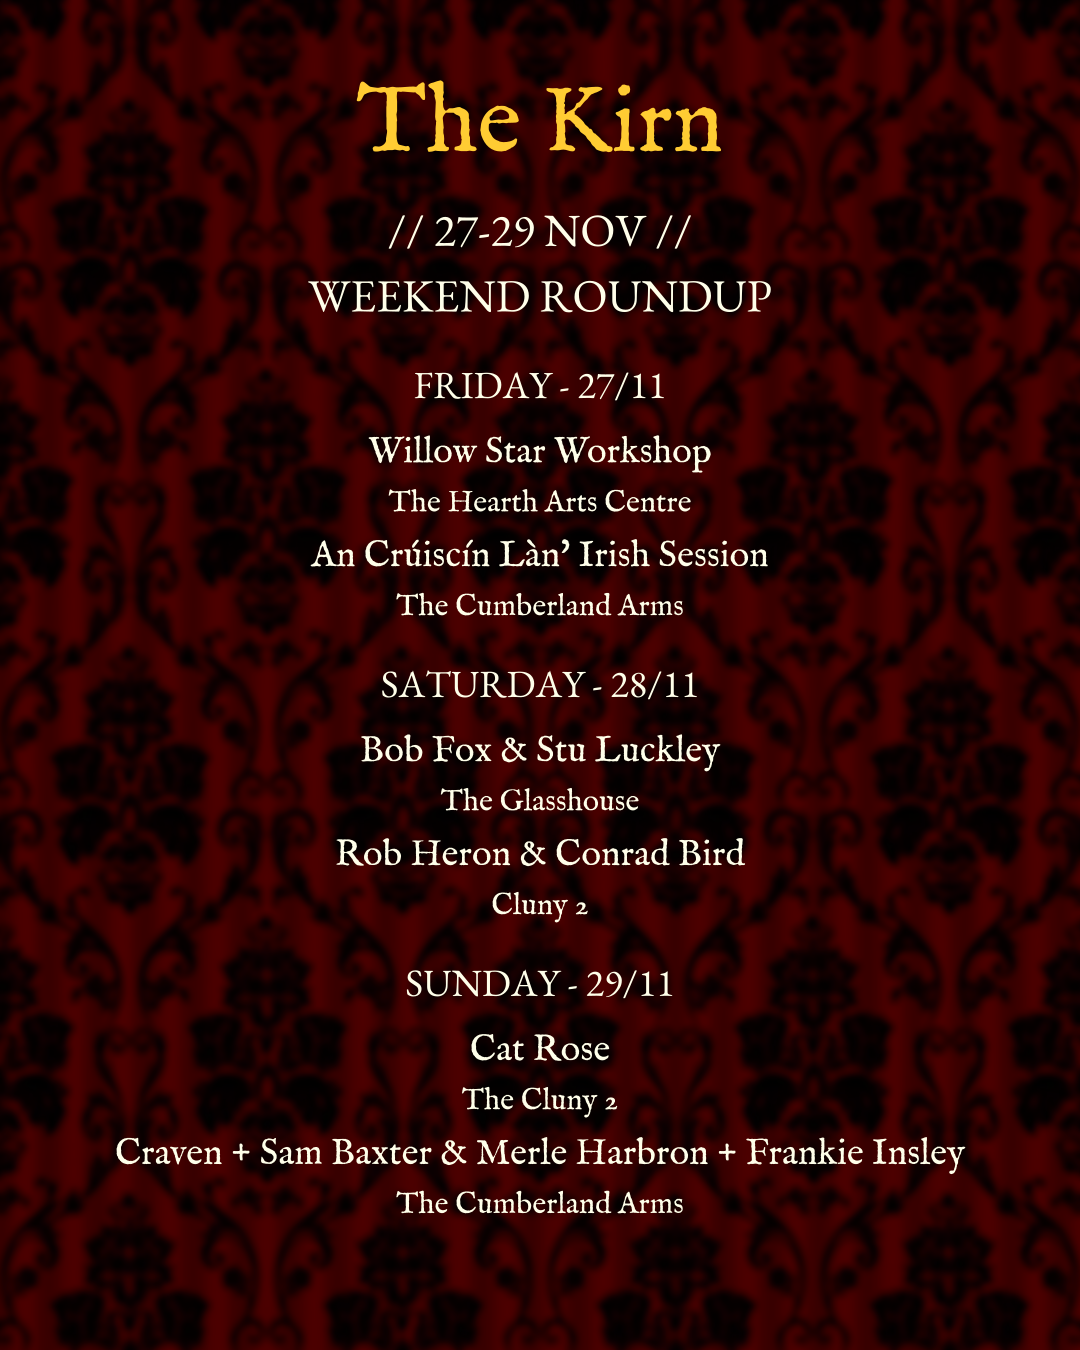 The Kirn
// 27-29 NOV //
WEEKEND ROUNDUP
FRIDAY - 27/11
Willow Star Workshop
The Hearth Arts Centre
An Crúiscín Làn’ Irish Session
The Cumberland Arms
SATURDAY - 28/11
Bob Fox & Stu Luckley
The Glasshouse
Rob Heron & Conrad Bird
Cluny 2
SUNDAY - 29/11
Cat Rose
The Cluny 2
Craven + Sam Baxter & Merle Harbron + Frankie Insley
The Cumberland Arms